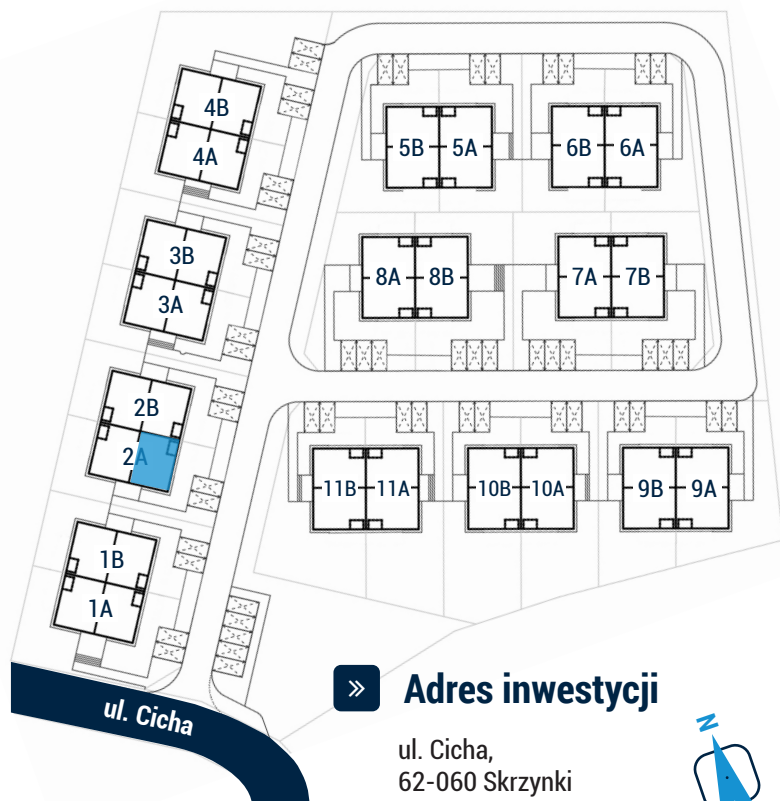 4B
4A
5B 5A
6B 6A
3B
3A
8A 8B
7A 7B
2B
2A
11B 11A
10B 10A
9B 9A
1B
1A
ul. Cicha
» Adres inwestycji
ul. Cicha,
62-060 Skrzynki
N